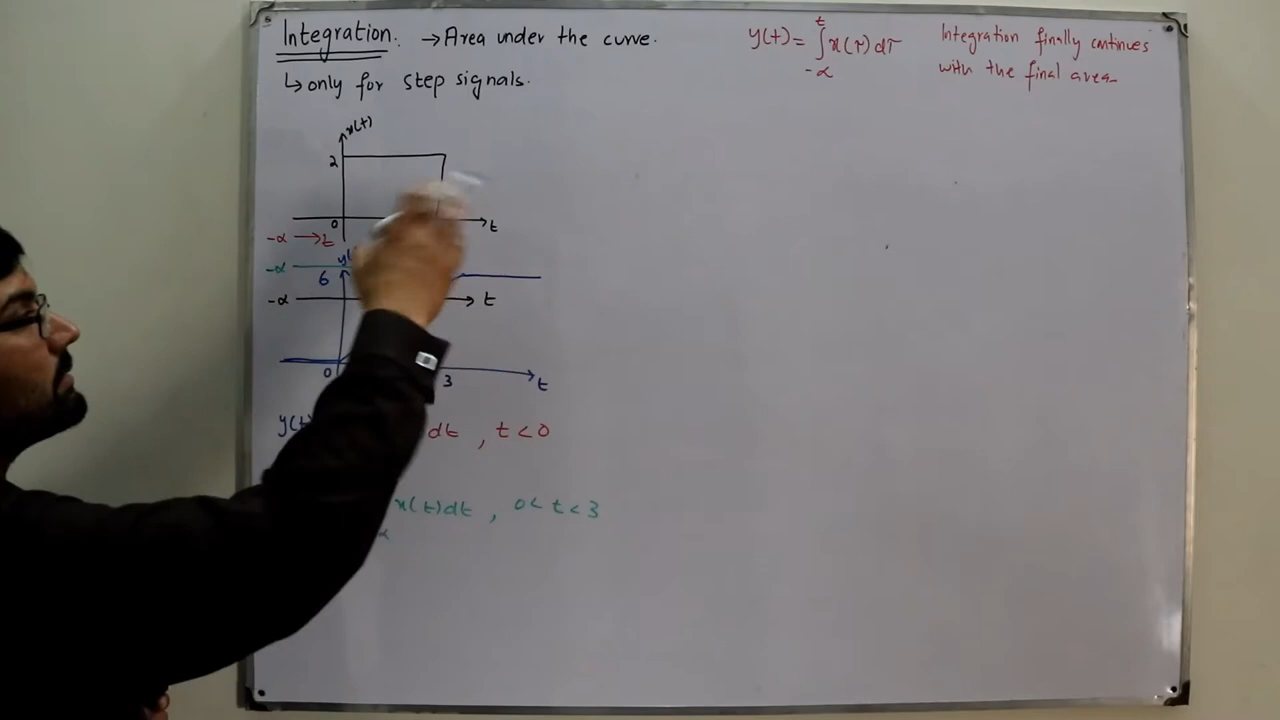 Integration. → Area under the curve.
↳ only for step signals.
y(t) = ∫ x(τ) dτ
t
-∝
Integration finally continues
with the final area
x(t)
2
0
t
-∝ → t
-∝
y(
6
-∝
t
0
3
t
y(t)
dt , t < 0
x(t)dt , 0 < t < 3